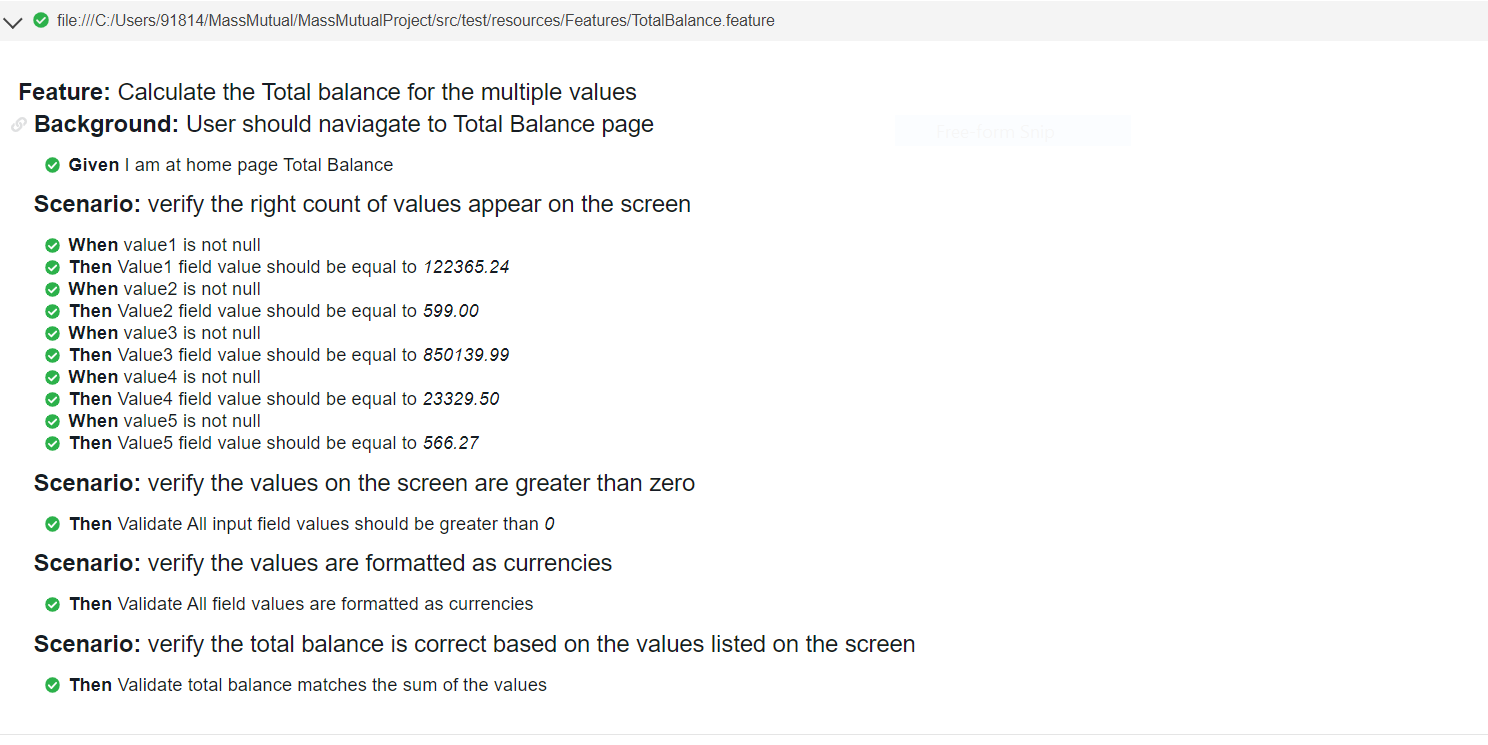 file:///C:/Users/91814/MassMutual/MassMutualProject/src/test/resources/Features/TotalBalance.feature
Feature: Calculate the Total balance for the multiple values
Background: User should naviagate to Total Balance page
Free-form Snip
Given I am at home page Total Balance
Scenario: verify the right count of values appear on the screen
When value1 is not null
Then Value1 field value should be equal to 122365.24
When value2 is not null
Then Value2 field value should be equal to 599.00
When value3 is not null
Then Value3 field value should be equal to 850139.99
When value4 is not null
Then Value4 field value should be equal to 23329.50
When value5 is not null
Then Value5 field value should be equal to 566.27
Scenario: verify the values on the screen are greater than zero
Then Validate All input field values should be greater than 0
Scenario: verify the values are formatted as currencies
Then Validate All field values are formatted as currencies
Scenario: verify the total balance is correct based on the values listed on the screen
Then Validate total balance matches the sum of the values